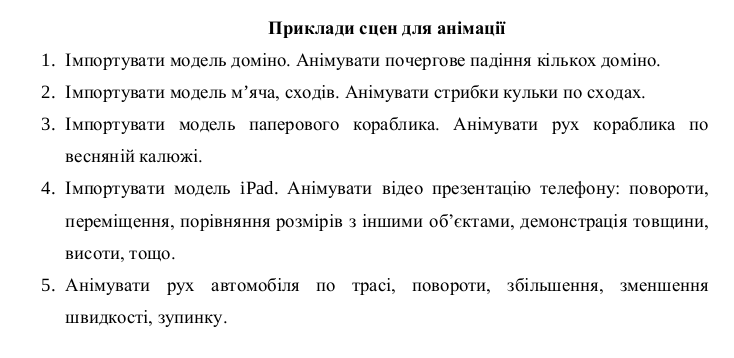 Приклади сцен для анімації
1. Імпортувати модель доміно. Анімувати почергове падіння кількох доміно.
2. Імпортувати модель м’яча, сходів. Анімувати стрибки кульки по сходах.
3. Імпортувати модель паперового кораблика. Анімувати рух кораблика по
весняній калюжі.
4. Імпортувати модель iPad. Анімувати відео презентацію телефону: повороти,
переміщення, порівняння розмірів з іншими об’єктами, демонстрація товщини,
висоти, тощо.
5. Анімувати рух автомобіля по трасі, повороти, збільшення, зменшення
швидкості, зупинку.